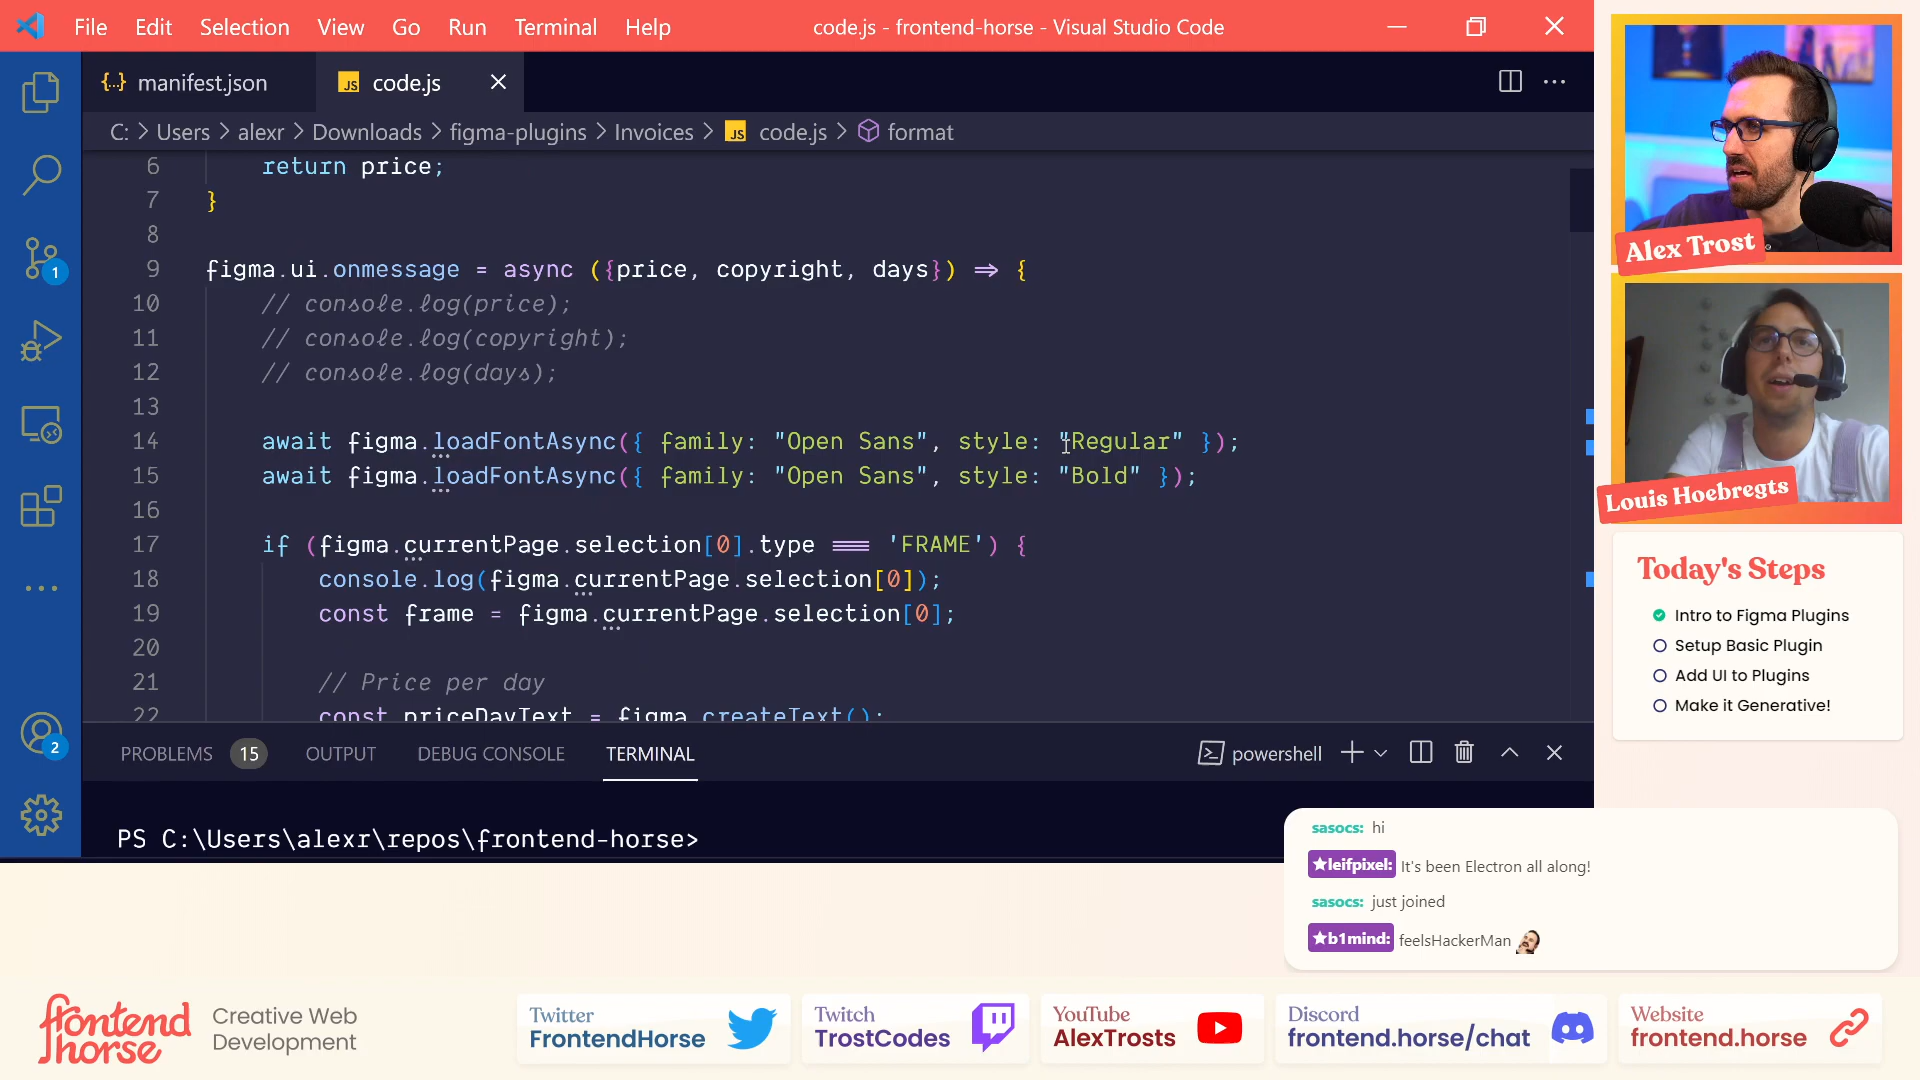 File Edit Selection View Go Run Terminal Help code.js - frontend-horse - Visual Studio Code
{..} manifest.json JS code.js
C: > Users > alexr > Downloads > figma-plugins > Invoices > JS code.js > format
6 return price;
7 }
8
9 figma.ui.onmessage = async ({price, copyright, days}) => {
10 // console.log(price);
11 // console.log(copyright);
12 // console.log(days);
13
14 await figma.loadFontAsync({ family: "Open Sans", style: "Regular" });
15 await figma.loadFontAsync({ family: "Open Sans", style: "Bold" });
16
17 if (figma.currentPage.selection[0].type === 'FRAME') {
18 console.log(figma.currentPage.selection[0]);
19 const frame = figma.currentPage.selection[0];
20
21 // Price per day
22 const priceDayText = figma.createText();
1
2
PROBLEMS 15 OUTPUT DEBUG CONSOLE TERMINAL powershell
PS C:\Users\alexr\repos\frontend-horse>
Alex Trost
Louis Hoebregts
Today's Steps
Intro to Figma Plugins
Setup Basic Plugin
Add UI to Plugins
Make it Generative!
sasocs: hi
★leifpixel: It's been Electron all along!
sasocs: just joined
★b1mind: feelsHackerMan
frontend
horse
Creative Web
Development
Twitter
FrontendHorse
Twitch
TrostCodes
YouTube
AlexTrosts
Discord
frontend.horse/chat
Website
frontend.horse